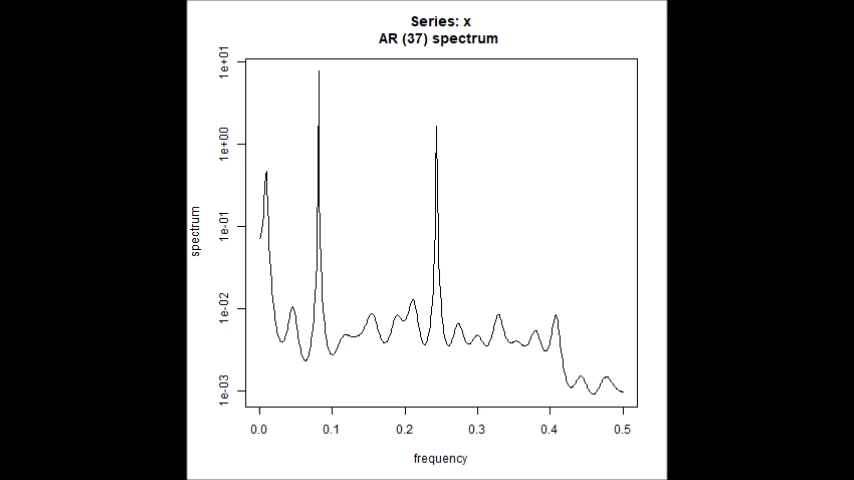 Series: x
AR (37) spectrum
1e+01
1e+00
1e-01
1e-02
1e-03
spectrum
0.0 0.1 0.2 0.3 0.4 0.5
frequency